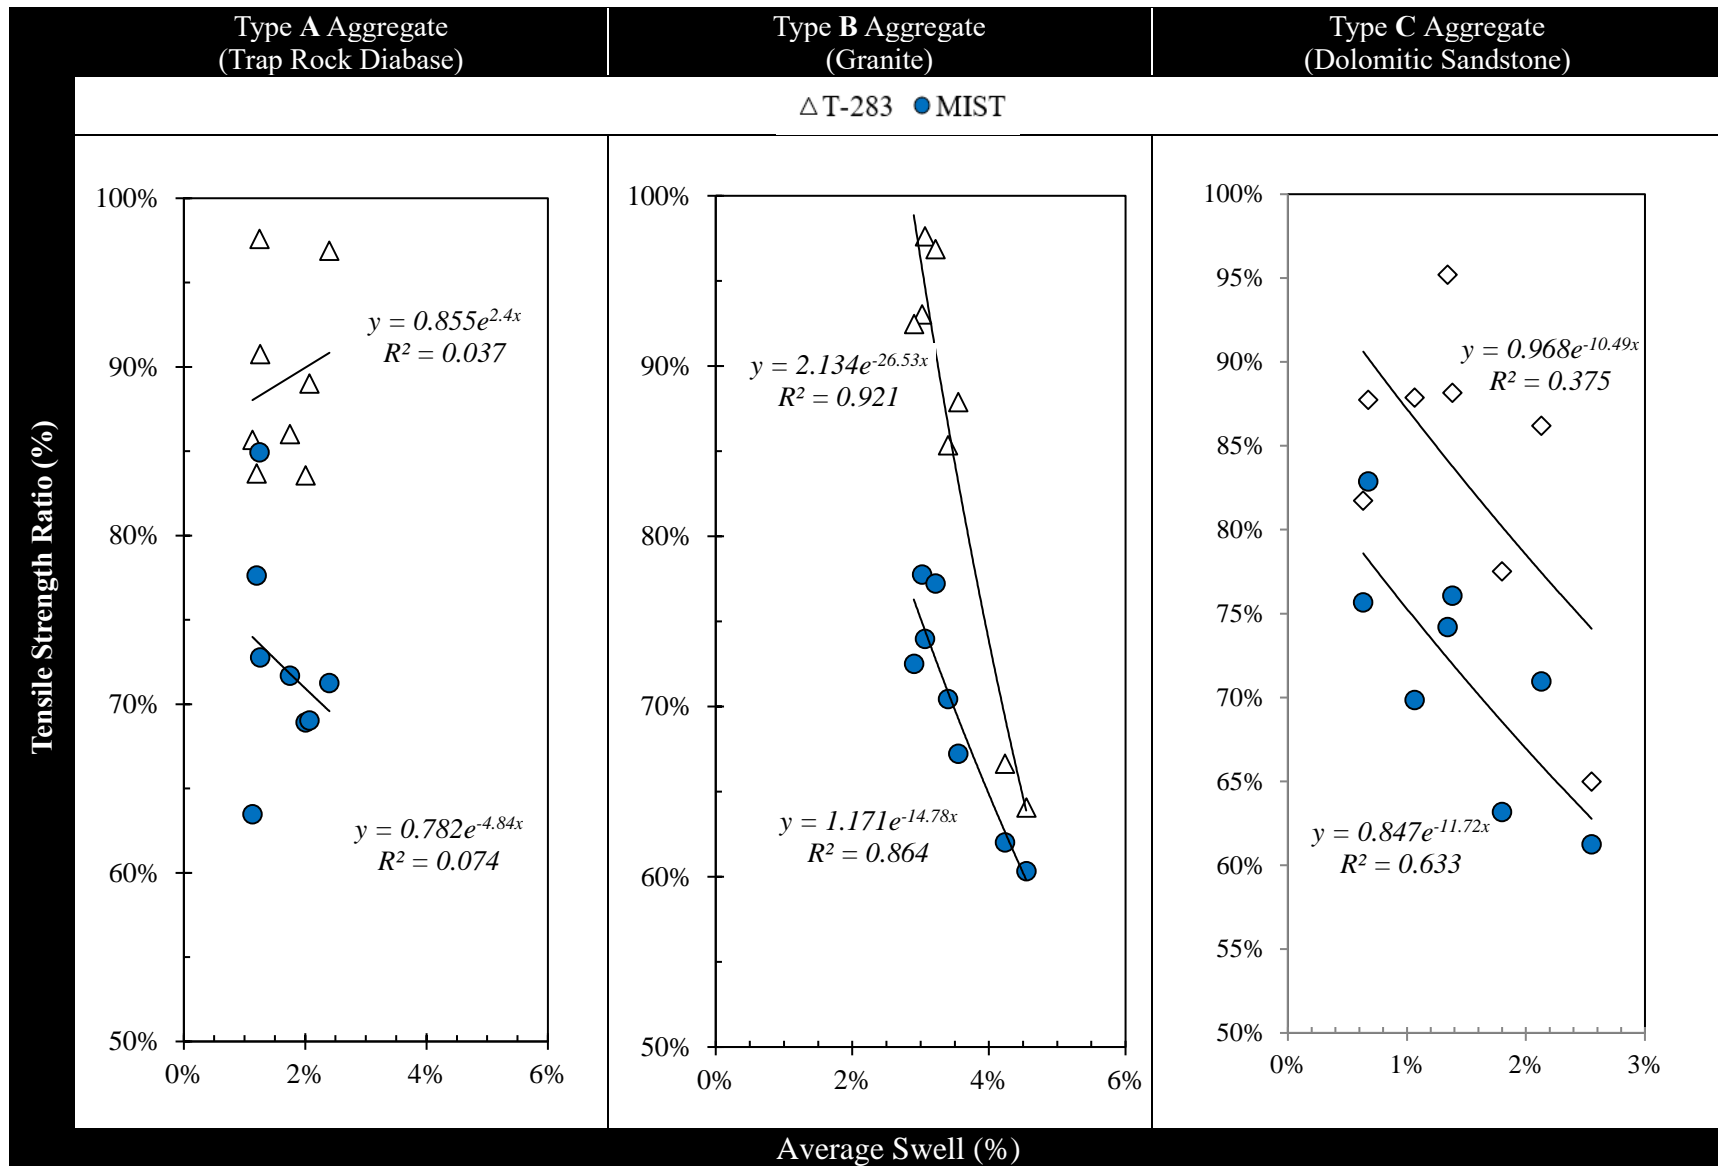 Type A Aggregate
(Trap Rock Diabase)
Type B Aggregate
(Granite)
Type C Aggregate
(Dolomitic Sandstone)
T-283 MIST
Tensile Strength Ratio (%)
100%
90%
80%
70%
60%
50%
0% 2% 4% 6%
y = 0.855e^2.4x
R² = 0.037
y = 0.782e^-4.84x
R² = 0.074
100%
90%
80%
70%
60%
50%
0% 2% 4% 6%
y = 2.134e^-26.53x
R² = 0.921
y = 1.171e^-14.78x
R² = 0.864
100%
95%
90%
85%
80%
75%
70%
65%
60%
55%
50%
0% 1% 2% 3%
y = 0.968e^-10.49x
R² = 0.375
y = 0.847e^-11.72x
R² = 0.633
Average Swell (%)